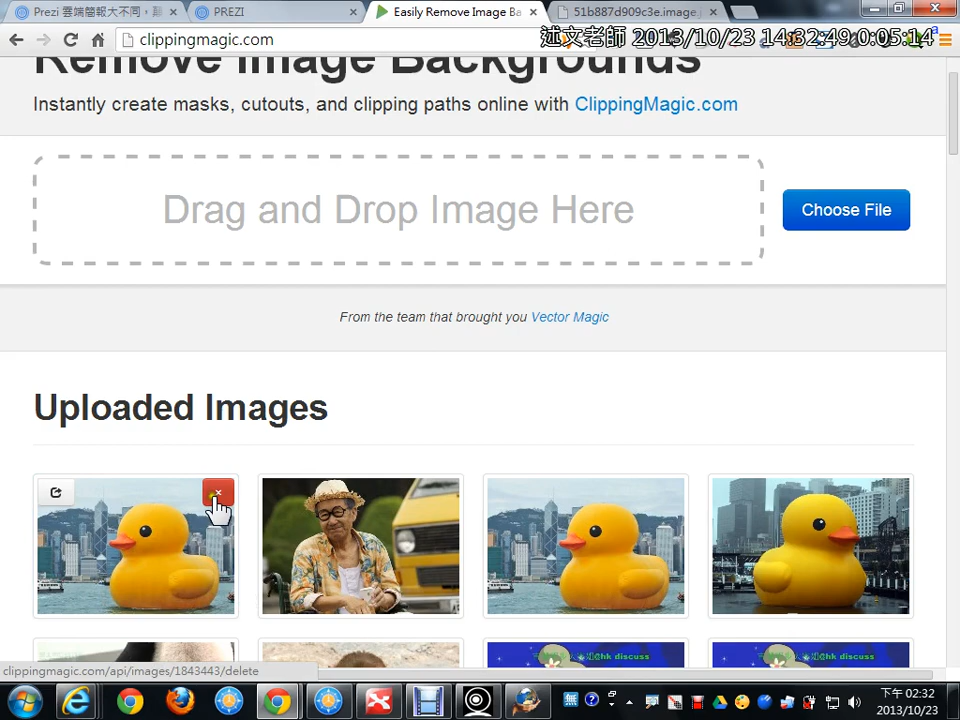 Prezi 雲端簡報大不同，顛
PREZI
Easily Remove Image Ba
51b887d909c3e.image.j
clippingmagic.com
述文老師 2013/10/23 14:32:49 0:05:14
Remove Image Backgrounds
Instantly create masks, cutouts, and clipping paths online with ClippingMagic.com
Drag and Drop Image Here
Choose File
From the team that brought you Vector Magic
Uploaded Images
@hk discuss
@hk discuss
clippingmagic.com/api/images/1843443/delete
下午 02:32
2013/10/23